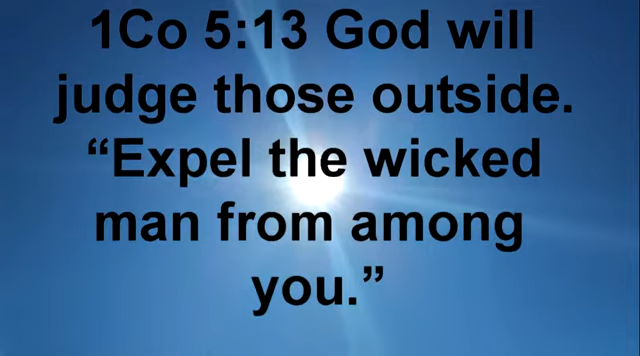 1Co 5:13 God will
judge those outside.
“Expel the wicked
man from among
you.”